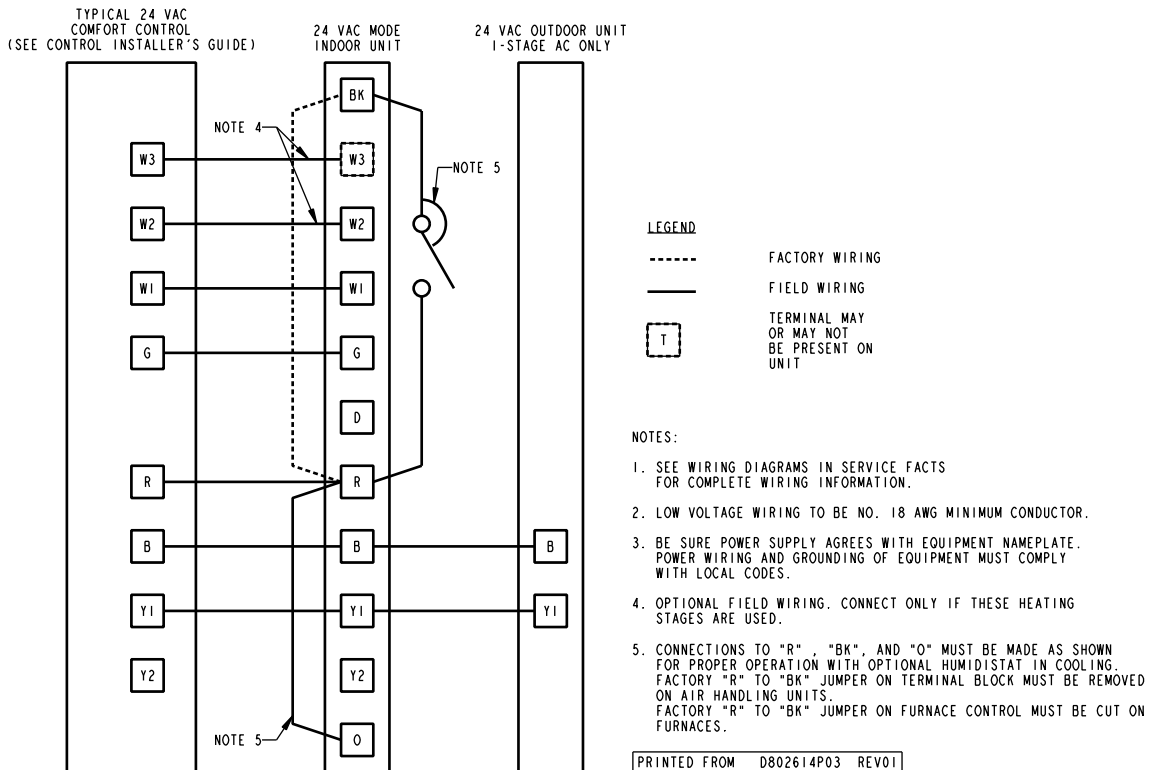 TYPICAL 24 VAC
COMFORT CONTROL
(SEE CONTROL INSTALLER'S GUIDE)
24 VAC MODE
INDOOR UNIT
24 VAC OUTDOOR UNIT
1-STAGE AC ONLY
BK
NOTE 4
W3
W3
NOTE 5
W2
W2
W1
W1
G
G
D
R
R
B
B
B
Y1
Y1
Y1
Y2
Y2
NOTE 5
O
LEGEND
FACTORY WIRING
FIELD WIRING
T
TERMINAL MAY
OR MAY NOT
BE PRESENT ON
UNIT
NOTES:
1. SEE WIRING DIAGRAMS IN SERVICE FACTS
FOR COMPLETE WIRING INFORMATION.
2. LOW VOLTAGE WIRING TO BE NO. 18 AWG MINIMUM CONDUCTOR.
3. BE SURE POWER SUPPLY AGREES WITH EQUIPMENT NAMEPLATE.
POWER WIRING AND GROUNDING OF EQUIPMENT MUST COMPLY
WITH LOCAL CODES.
4. OPTIONAL FIELD WIRING. CONNECT ONLY IF THESE HEATING
STAGES ARE USED.
5. CONNECTIONS TO "R" , "BK", AND "O" MUST BE MADE AS SHOWN
FOR PROPER OPERATION WITH OPTIONAL HUMIDISTAT IN COOLING.
FACTORY "R" TO "BK" JUMPER ON TERMINAL BLOCK MUST BE REMOVED
ON AIR HANDLING UNITS.
FACTORY "R" TO "BK" JUMPER ON FURNACE CONTROL MUST BE CUT ON
FURNACES.
PRINTED FROM D802614P03 REV01